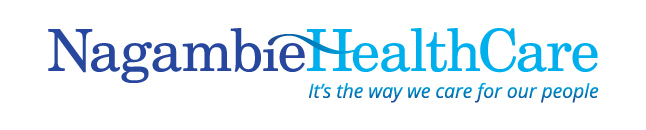 NagambieHealthCare
It's the way we care for our people